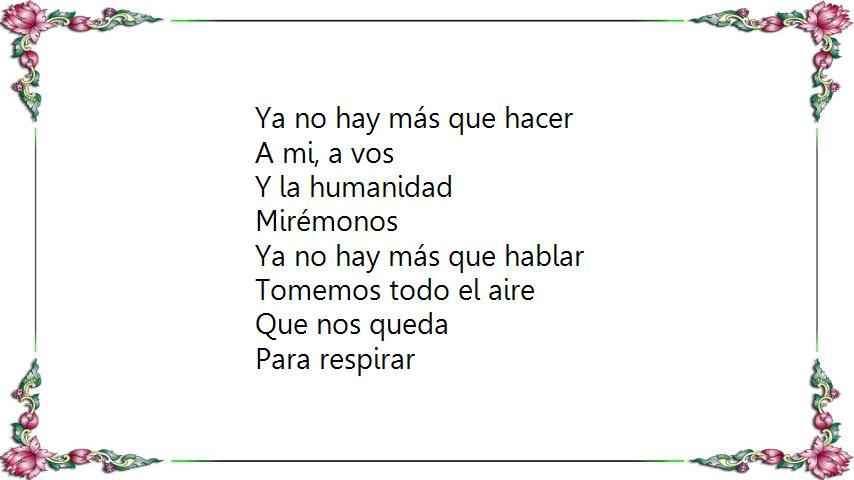 Ya no hay más que hacer
A mi, a vos
Y la humanidad
Mirémonos
Ya no hay más que hablar
Tomemos todo el aire
Que nos queda
Para respirar